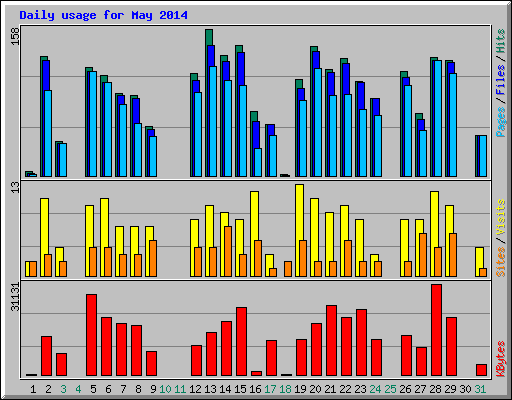 Daily usage for May 2014
158
Pages / Files / Hits
13
Sites / Visits
31131
KBytes
1 2 3 4 5 6 7 8 9 10 11 12 13 14 15 16 17 18 19 20 21 22 23 24 25 26 27 28 29 30 31